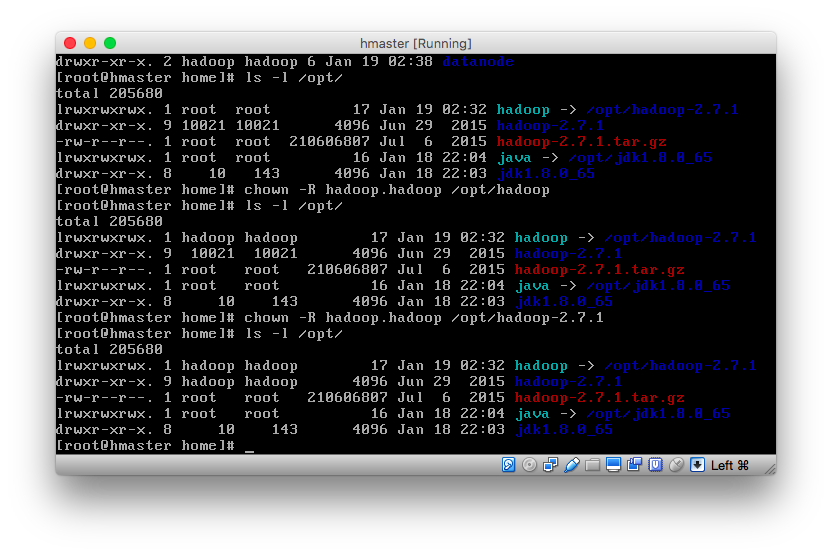 hmaster [Running]
drwxr-xr-x. 2 hadoop hadoop 6 Jan 19 02:38 datanode
[root@hmaster home]# ls -l /opt/
total 205680
lrwxrwxrwx. 1 root root 17 Jan 19 02:32 hadoop -> /opt/hadoop-2.7.1
drwxr-xr-x. 9 10021 10021 4096 Jun 29 2015 hadoop-2.7.1
-rw-r--r--. 1 root root 210606807 Jul 6 2015 hadoop-2.7.1.tar.gz
lrwxrwxrwx. 1 root root 16 Jan 18 22:04 java -> /opt/jdk1.8.0_65
drwxr-xr-x. 8 10 143 4096 Jan 18 22:03 jdk1.8.0_65
[root@hmaster home]# chown -R hadoop.hadoop /opt/hadoop
[root@hmaster home]# ls -l /opt/
total 205680
lrwxrwxrwx. 1 hadoop hadoop 17 Jan 19 02:32 hadoop -> /opt/hadoop-2.7.1
drwxr-xr-x. 9 10021 10021 4096 Jun 29 2015 hadoop-2.7.1
-rw-r--r--. 1 root root 210606807 Jul 6 2015 hadoop-2.7.1.tar.gz
lrwxrwxrwx. 1 root root 16 Jan 18 22:04 java -> /opt/jdk1.8.0_65
drwxr-xr-x. 8 10 143 4096 Jan 18 22:03 jdk1.8.0_65
[root@hmaster home]# chown -R hadoop.hadoop /opt/hadoop-2.7.1
[root@hmaster home]# ls -l /opt/
total 205680
lrwxrwxrwx. 1 hadoop hadoop 17 Jan 19 02:32 hadoop -> /opt/hadoop-2.7.1
drwxr-xr-x. 9 hadoop hadoop 4096 Jun 29 2015 hadoop-2.7.1
-rw-r--r--. 1 root root 210606807 Jul 6 2015 hadoop-2.7.1.tar.gz
lrwxrwxrwx. 1 root root 16 Jan 18 22:04 java -> /opt/jdk1.8.0_65
drwxr-xr-x. 8 10 143 4096 Jan 18 22:03 jdk1.8.0_65
[root@hmaster home]# _
Left ⌘